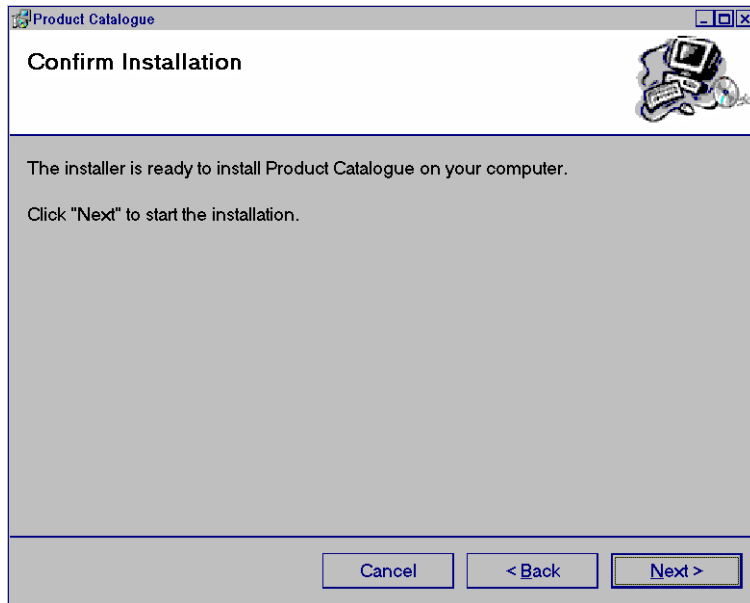 Product Catalogue
Confirm Installation
The installer is ready to install Product Catalogue on your computer.
Click "Next" to start the installation.
Cancel
< Back
Next >